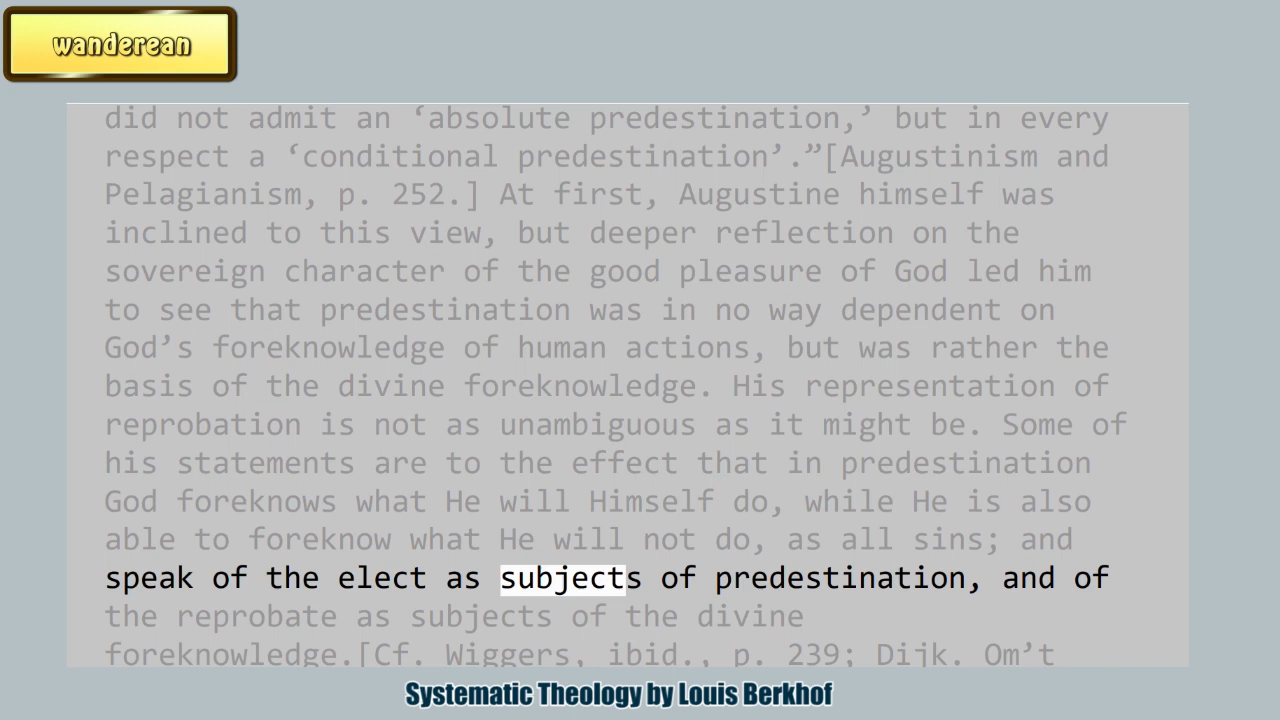 wanderean
did not admit an ‘absolute predestination,’ but in every
respect a ‘conditional predestination’.”[Augustinism and
Pelagianism, p. 252.] At first, Augustine himself was
inclined to this view, but deeper reflection on the
sovereign character of the good pleasure of God led him
to see that predestination was in no way dependent on
God’s foreknowledge of human actions, but was rather the
basis of the divine foreknowledge. His representation of
reprobation is not as unambiguous as it might be. Some of
his statements are to the effect that in predestination
God foreknows what He will Himself do, while He is also
able to foreknow what He will not do, as all sins; and
speak of the elect as subjects of predestination, and of
the reprobate as subjects of the divine
foreknowledge.[Cf. Wiggers, ibid., p. 239; Dijk. Om’t
Systematic Theology by Louis Berkhof